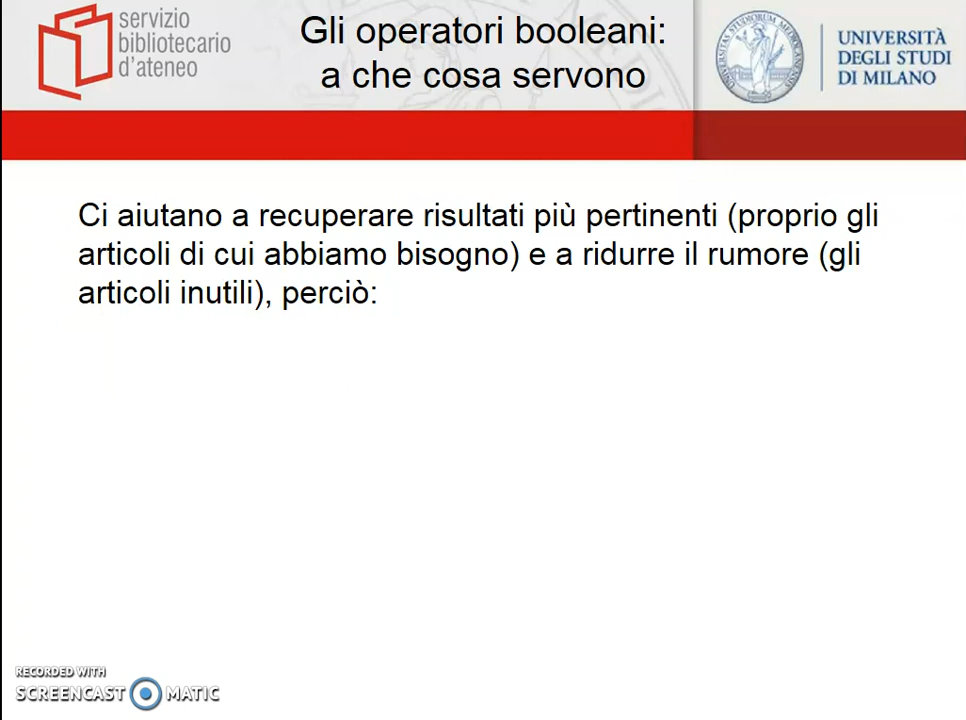 servizio
bibliotecario
d'ateneo
Gli operatori booleani:
a che cosa servono
UNIVERSITÀ
DEGLI STUDI
DI MILANO
Ci aiutano a recuperare risultati più pertinenti (proprio gli
articoli di cui abbiamo bisogno) e a ridurre il rumore (gli
articoli inutili), perciò:
RECORDED WITH
SCREENCAST MATIC